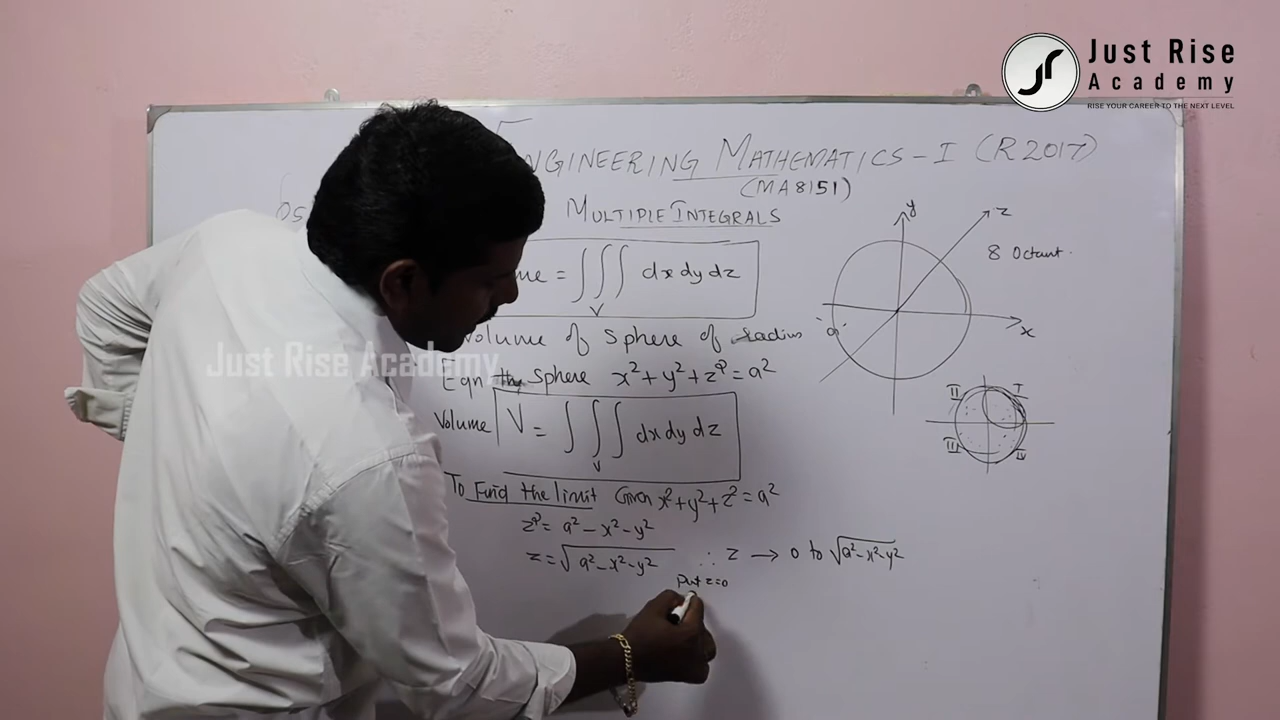 Just Rise
Academy
RISE YOUR CAREER TO THE NEXT LEVEL
ENGINEERING MATHEMATICS-I (R2017)
(MA8151)
MULTIPLE INTEGRALS
= ∭ dx dy dz
V
Volume of Sphere of radius
'a'
Just Rise Academy
Eqn the sphere x²+y²+z²=a²
Volume V = ∭ dx dy dz
V
To Find the limit Given x²+y²+z²=a²
z²= a²-x²-y²
z=√a²-x²-y² ∴ z → 0 to √a²-x²-y²
Put z=0
y
z
x
8 Octant.
II I
III IV